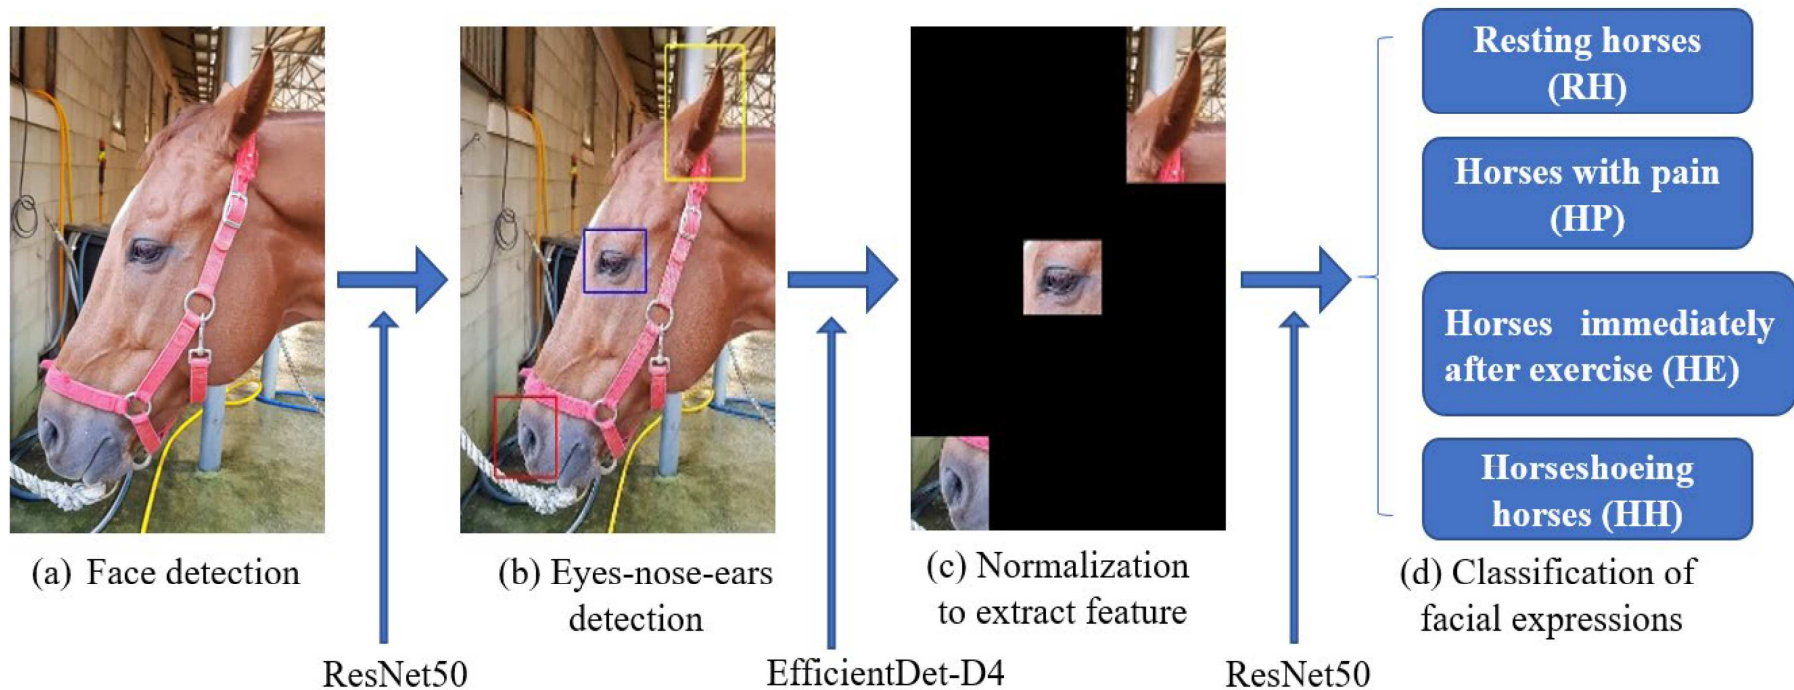 Resting horses
(RH)
Horses with pain
(HP)
Horses immediately
after exercise (HE)
Horseshoeing
horses (HH)
(a) Face detection
(b) Eyes-nose-ears
detection
(c) Normalization
to extract feature
(d) Classification of
facial expressions
ResNet50
EfficientDet-D4
ResNet50